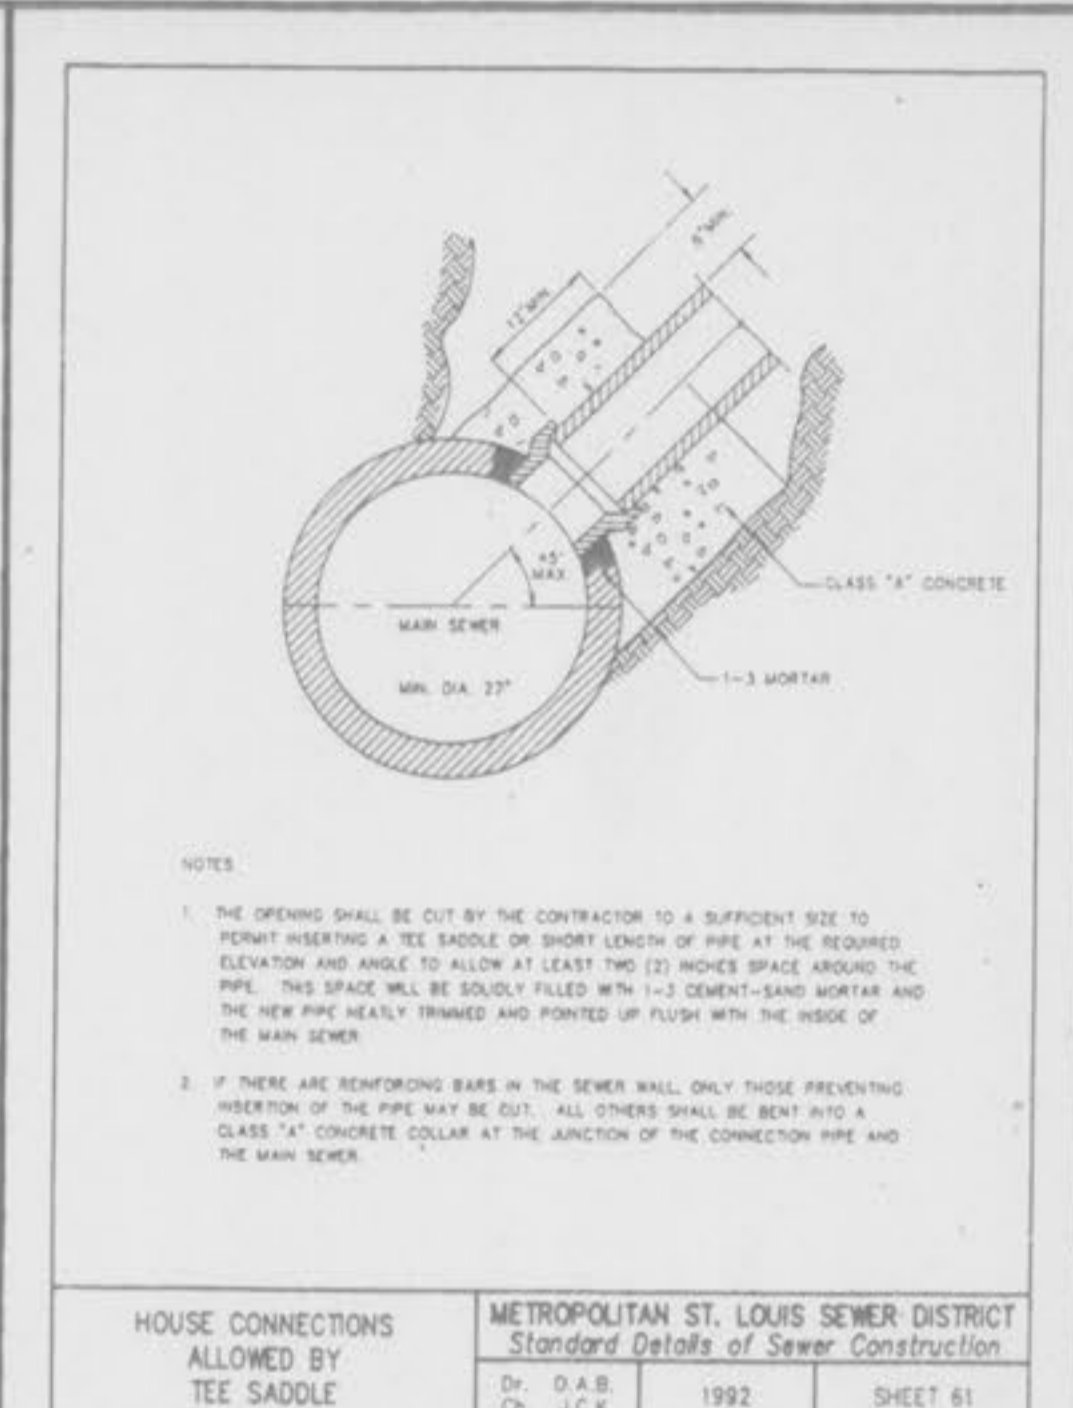 6" MIN.
12" MIN.
45°
MAX
CLASS "A" CONCRETE
MAIN SEWER
1-3 MORTAR
MIN. DIA. 27"
NOTES
1. THE OPENING SHALL BE CUT BY THE CONTRACTOR TO A SUFFICIENT SIZE TO
PERMIT INSERTING A TEE SADDLE OR SHORT LENGTH OF PIPE AT THE REQUIRED
ELEVATION AND ANGLE TO ALLOW AT LEAST TWO (2) INCHES SPACE AROUND THE
PIPE. THIS SPACE WILL BE SOLIDLY FILLED WITH 1-3 CEMENT-SAND MORTAR AND
THE NEW PIPE NEATLY TRIMMED AND POINTED UP FLUSH WITH THE INSIDE OF
THE MAIN SEWER.
2. IF THERE ARE REINFORCING BARS IN THE SEWER WALL, ONLY THOSE PREVENTING
INSERTION OF THE PIPE MAY BE CUT. ALL OTHERS SHALL BE BENT INTO A
CLASS "A" CONCRETE COLLAR AT THE JUNCTION OF THE CONNECTION PIPE AND
THE MAIN SEWER.
HOUSE CONNECTIONS
ALLOWED BY
TEE SADDLE
METROPOLITAN ST. LOUIS SEWER DISTRICT
Standard Details of Sewer Construction
Dr. D.A.B.
Ch. J.C.K.
1992
SHEET 61